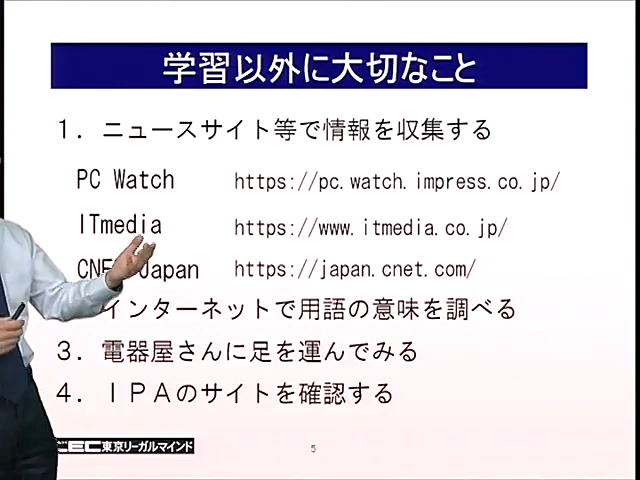 学習以外に大切なこと
１．ニュースサイト等で情報を収集する
PC Watch https://pc.watch.impress.co.jp/
ITmedia https://www.itmedia.co.jp/
CNET Japan https://japan.cnet.com/
インターネットで用語の意味を調べる
３．電器屋さんに足を運んでみる
４．ＩＰＡのサイトを確認する
LEC東京リーガルマインド
5